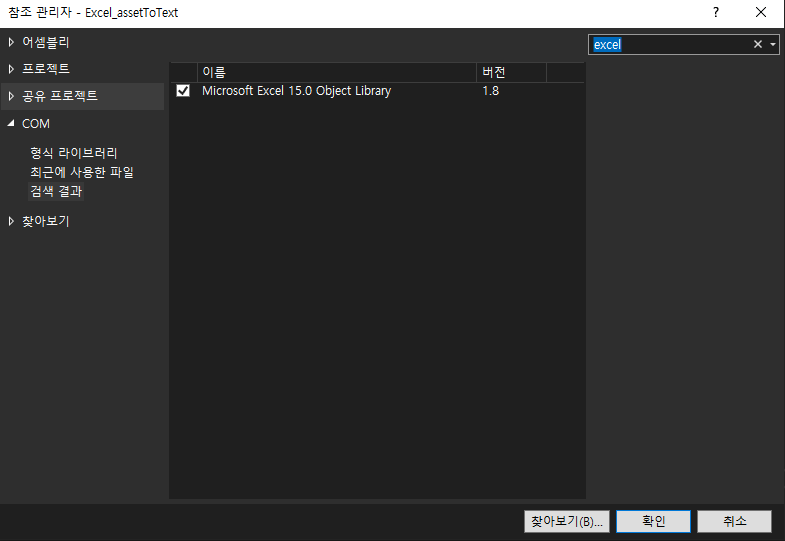 참조 관리자 - Excel_assetToText
?
어셈블리
프로젝트
공유 프로젝트
COM
형식 라이브러리
최근에 사용한 파일
검색 결과
찾아보기
이름 버전
Microsoft Excel 15.0 Object Library 1.8
excel
찾아보기(B)... 확인 취소